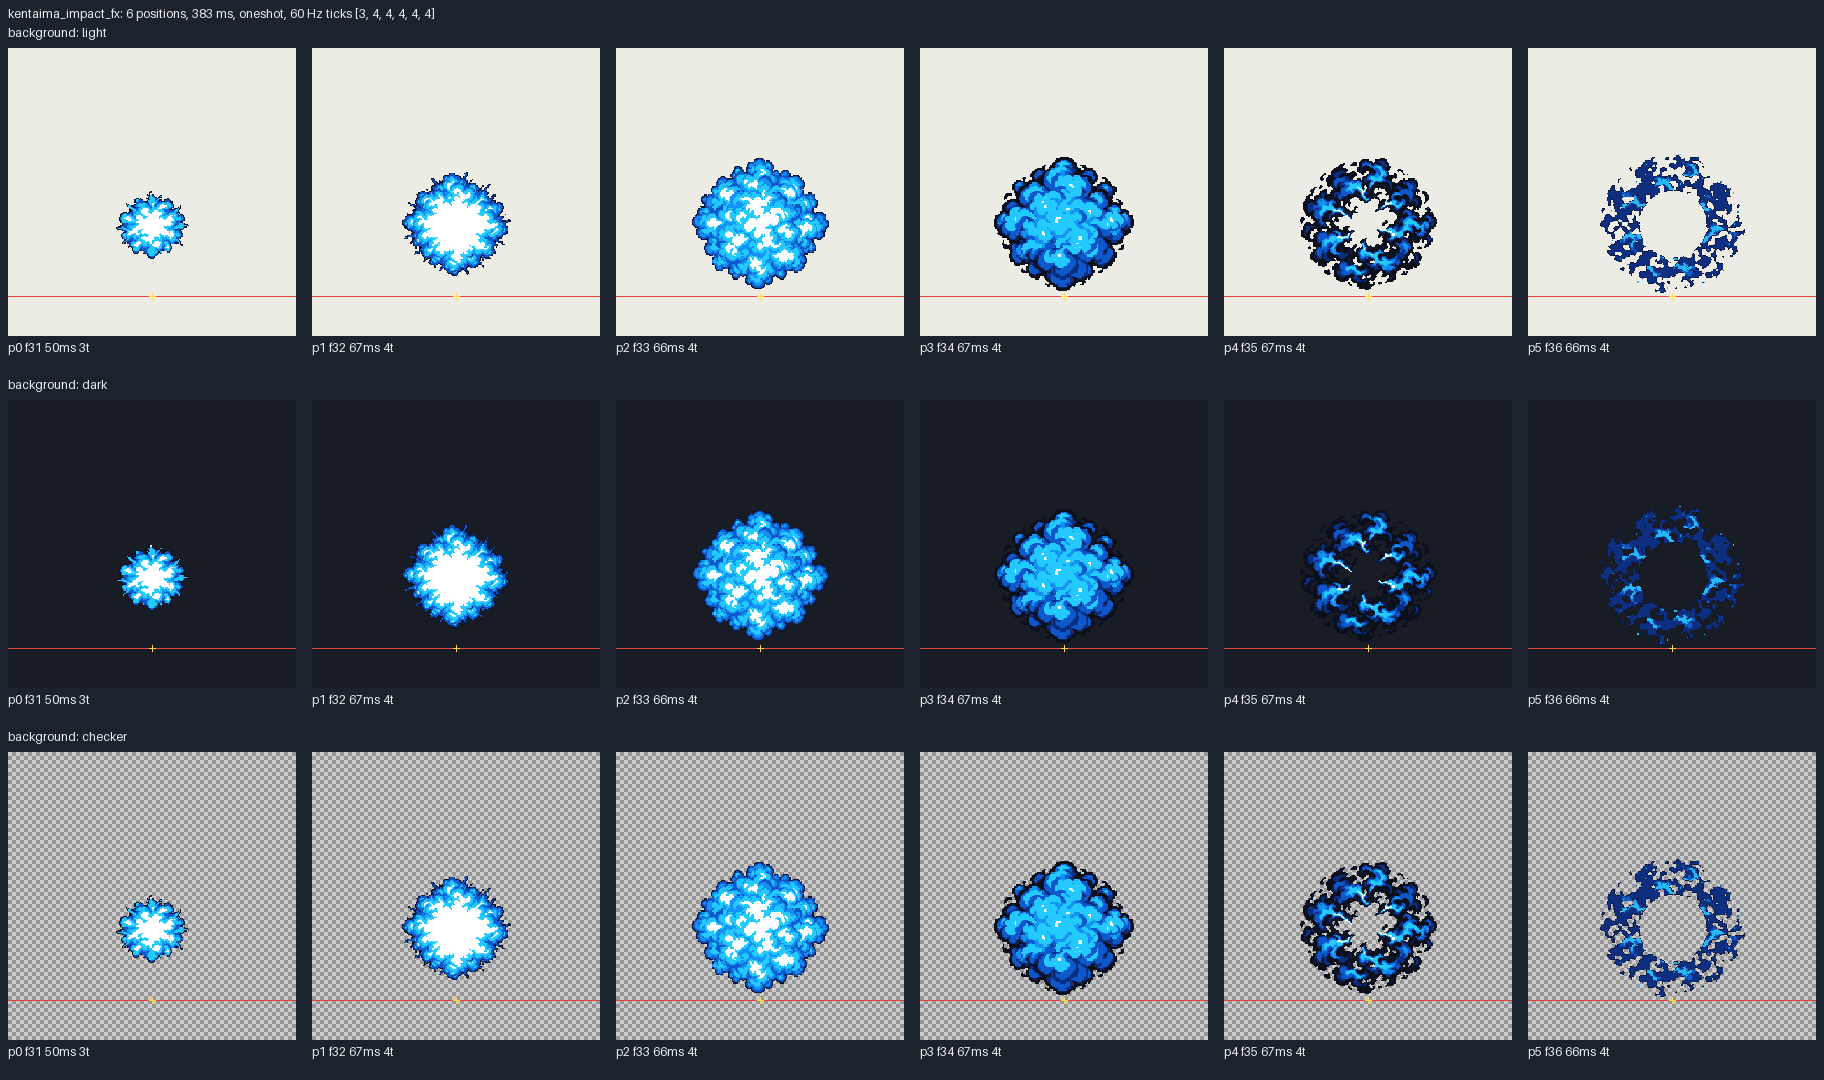 kentaima_impact_fx: 6 positions, 383 ms, oneshot, 60 Hz ticks [3, 4, 4, 4, 4, 4]
background: light
p0 f31 50ms 3t
p1 f32 67ms 4t
p2 f33 66ms 4t
p3 f34 67ms 4t
p4 f35 67ms 4t
p5 f36 66ms 4t
background: dark
p0 f31 50ms 3t
p1 f32 67ms 4t
p2 f33 66ms 4t
p3 f34 67ms 4t
p4 f35 67ms 4t
p5 f36 66ms 4t
background: checker
p0 f31 50ms 3t
p1 f32 67ms 4t
p2 f33 66ms 4t
p3 f34 67ms 4t
p4 f35 67ms 4t
p5 f36 66ms 4t